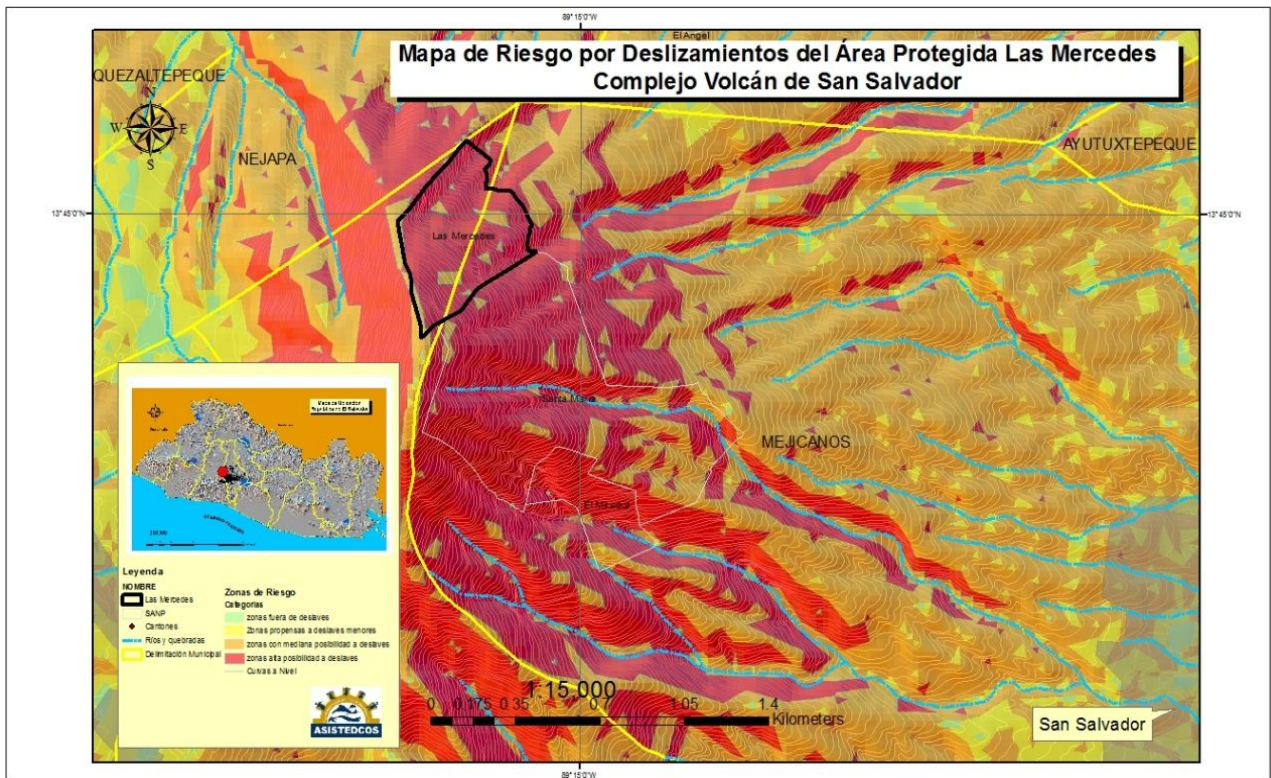 89°15'0"W
El Angel
Mapa de Riesgo por Deslizamientos del Área Protegida Las Mercedes
Complejo Volcán de San Salvador
QUEZALTEPEQUE
N
W E
S
NEJAPA
AYUTUXTEPEQUE
13°45'0"N
13°45'0"N
Las Mercedes
Santa Maria
MEJICANOS
El
Leyenda
NOMBRE
Las Mercedes
SANP
Cantones
Ríos y quebradas
Delimitación Municipal
Zonas de Riesgo
Categorias
zonas fuera de deslaves
Zonas propensas a deslaves menores
zonas con mediana posibilidad a deslaves
zonas alta posibilidad a deslaves
Curvas a Nivel
ASISTEDCOS
1:15,000
0 0.175 0.35 0.7 1.05 1.4
Kilometers
San Salvador
89°15'0"W